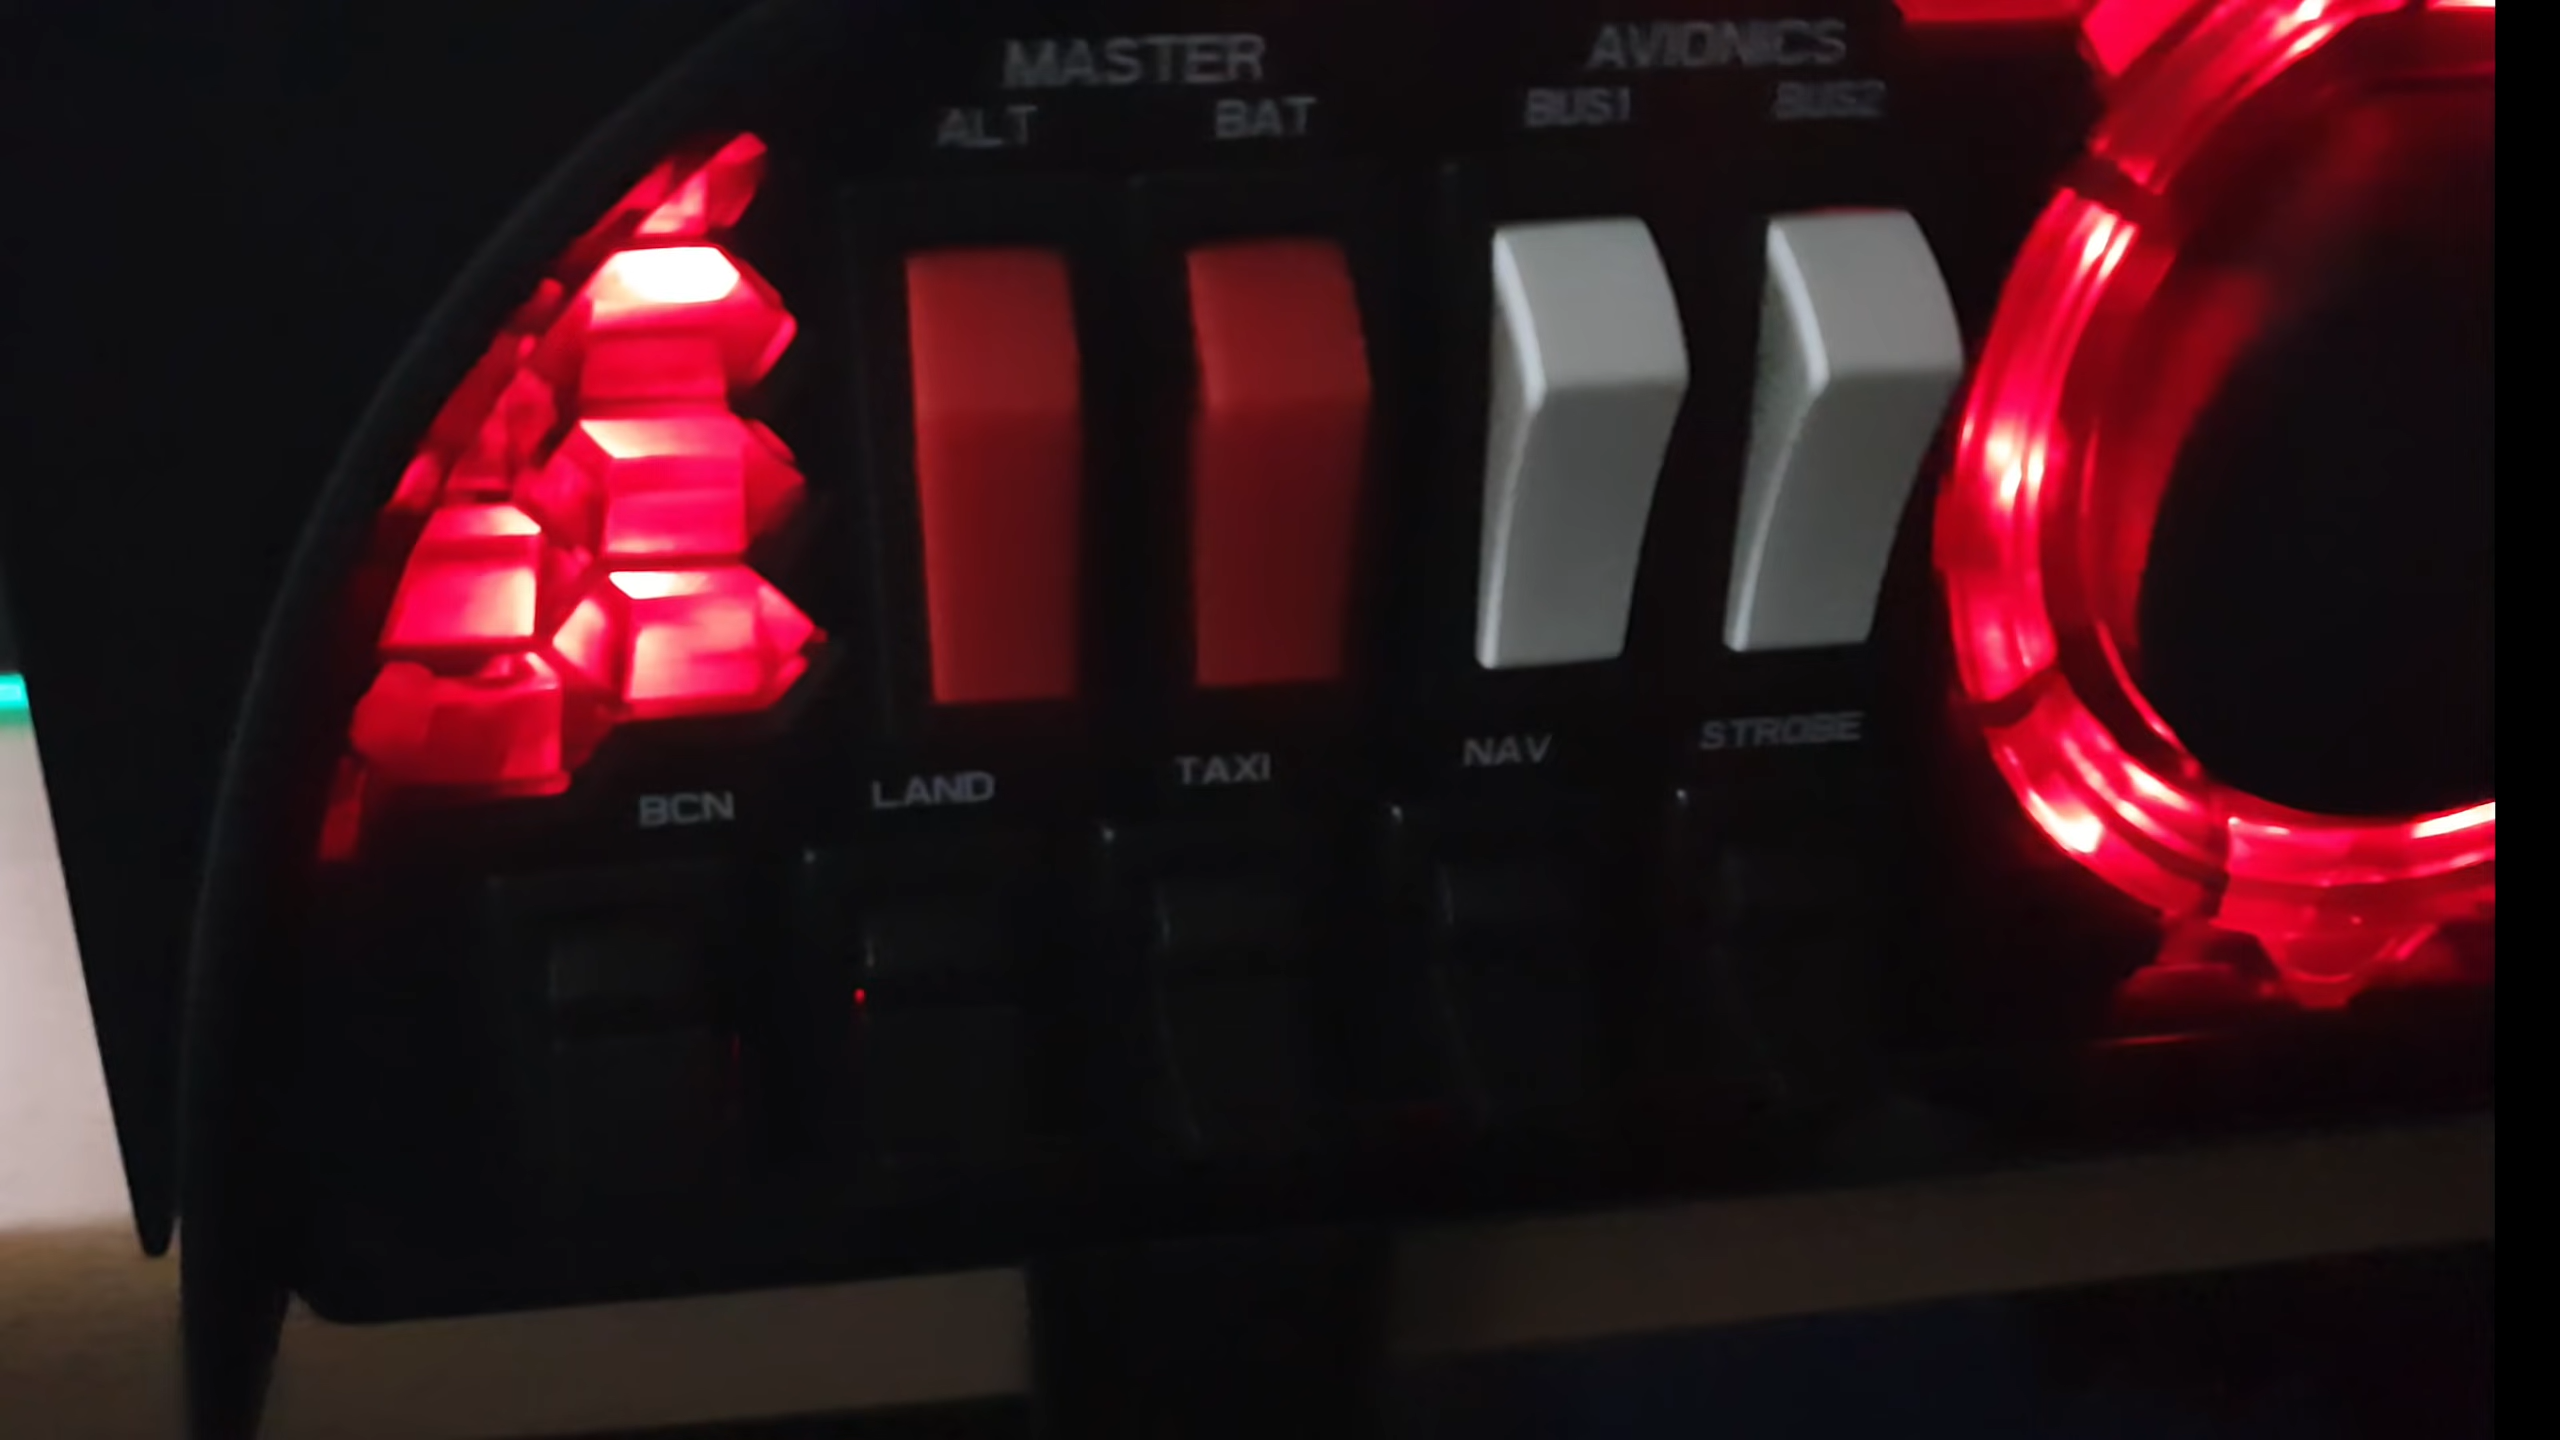 MASTER
AVIONICS
ALT
BAT
BUS1
BUS2
BCN
LAND
TAXI
NAV
STROBE